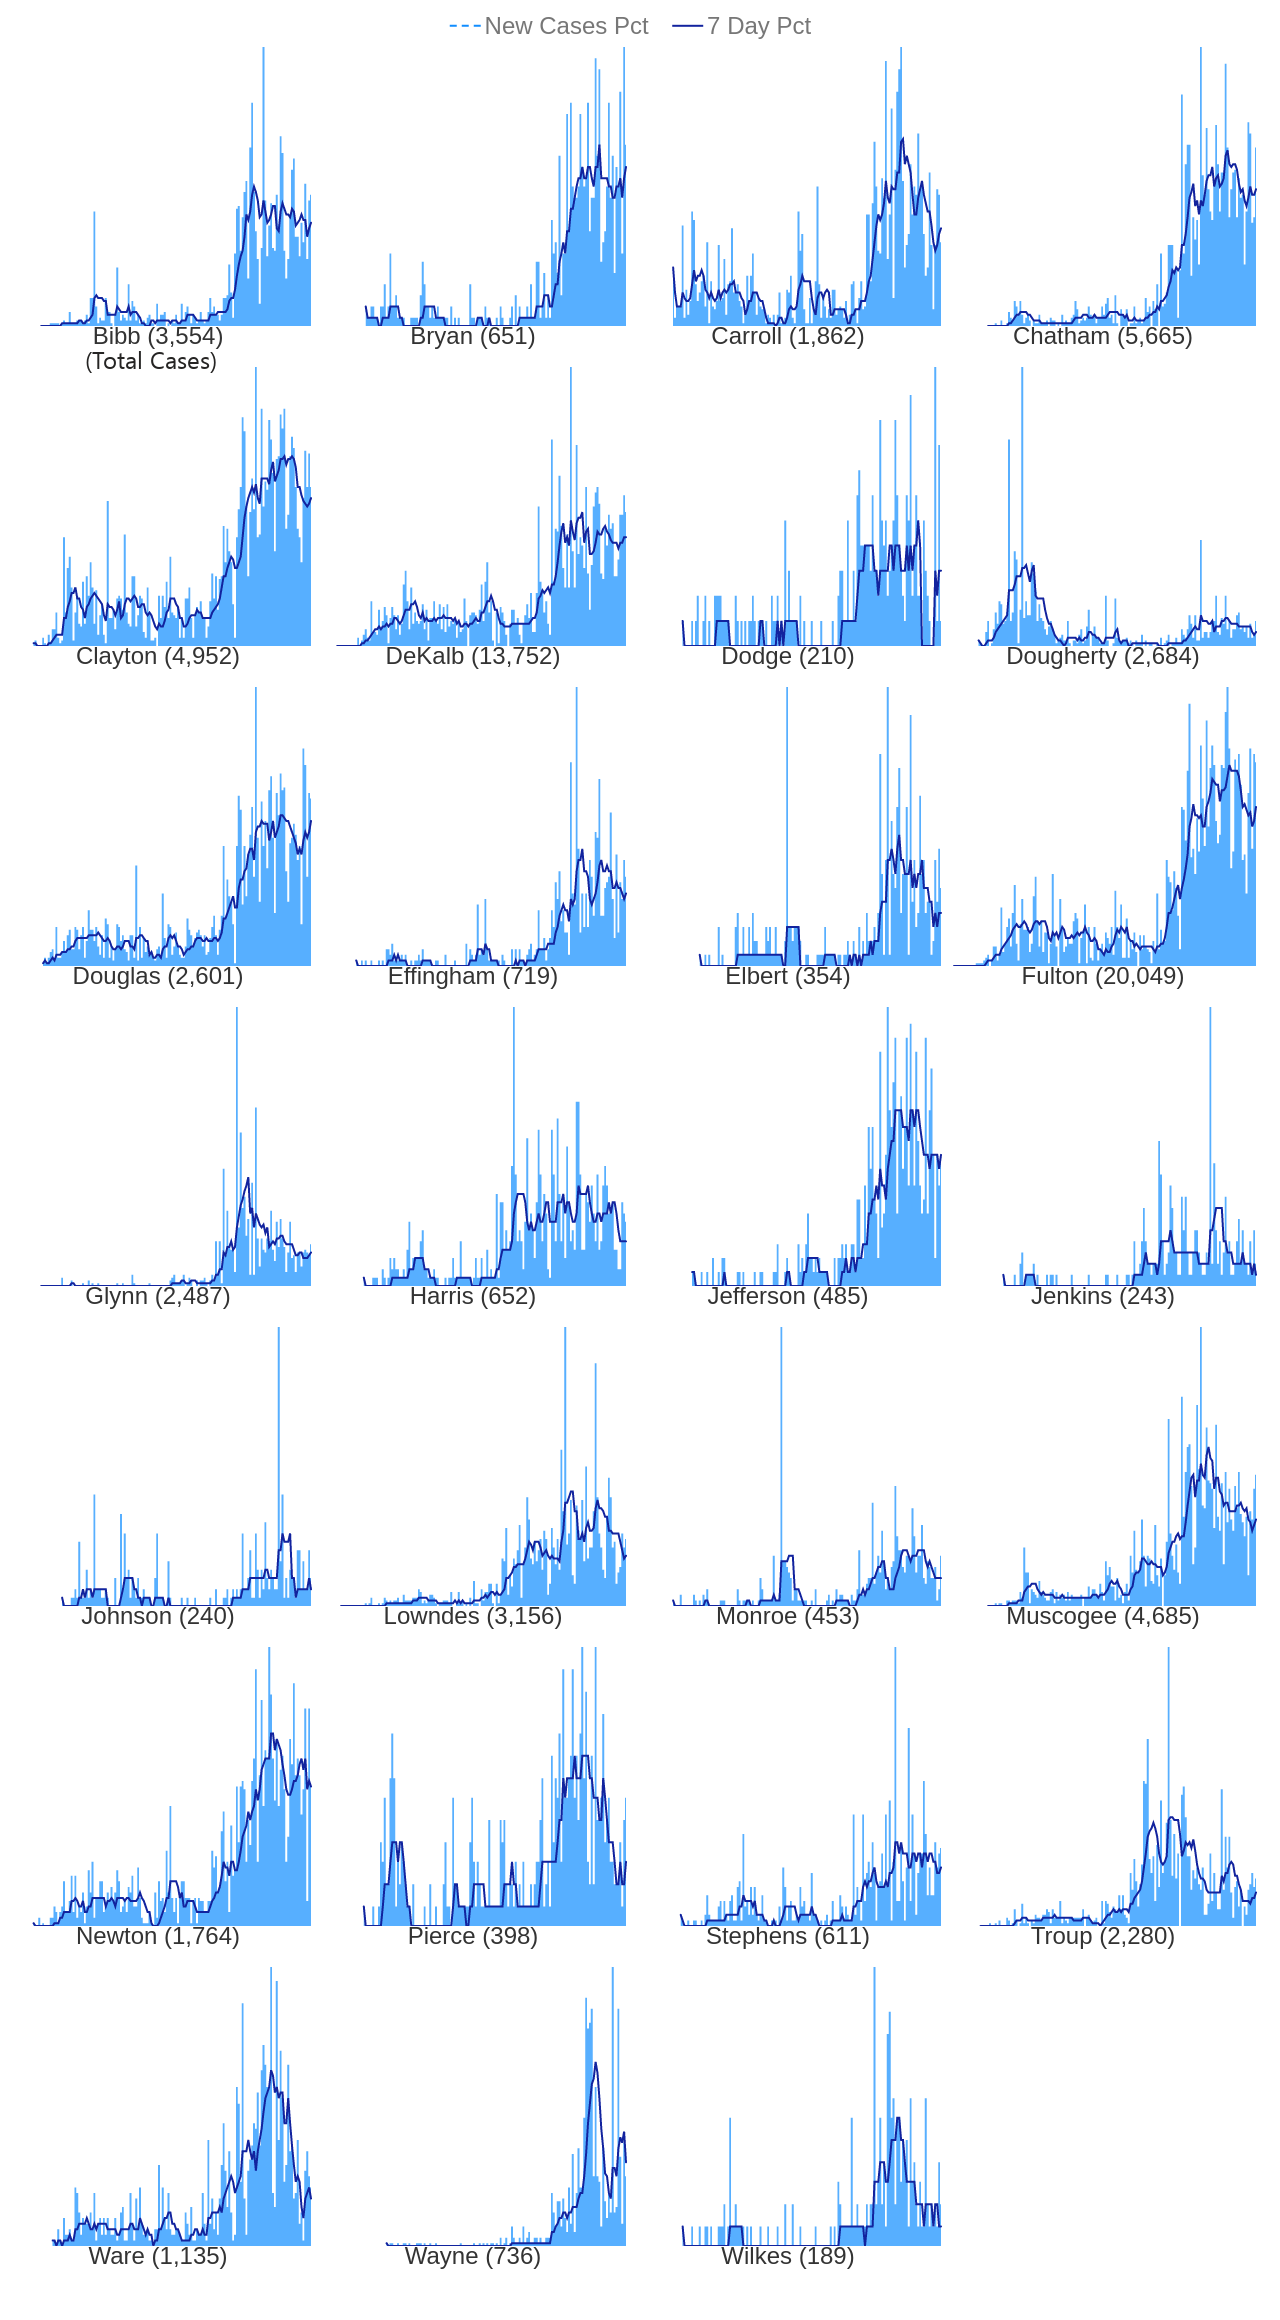 New Cases Pct 7 Day Pct
Bibb (3,554) Bryan (651) Carroll (1,862) Chatham (5,665)
(Total Cases)
Clayton (4,952) DeKalb (13,752) Dodge (210) Dougherty (2,684)
Douglas (2,601) Effingham (719) Elbert (354) Fulton (20,049)
Glynn (2,487) Harris (652) Jefferson (485) Jenkins (243)
Johnson (240) Lowndes (3,156) Monroe (453) Muscogee (4,685)
Newton (1,764) Pierce (398) Stephens (611) Troup (2,280)
Ware (1,135) Wayne (736) Wilkes (189)